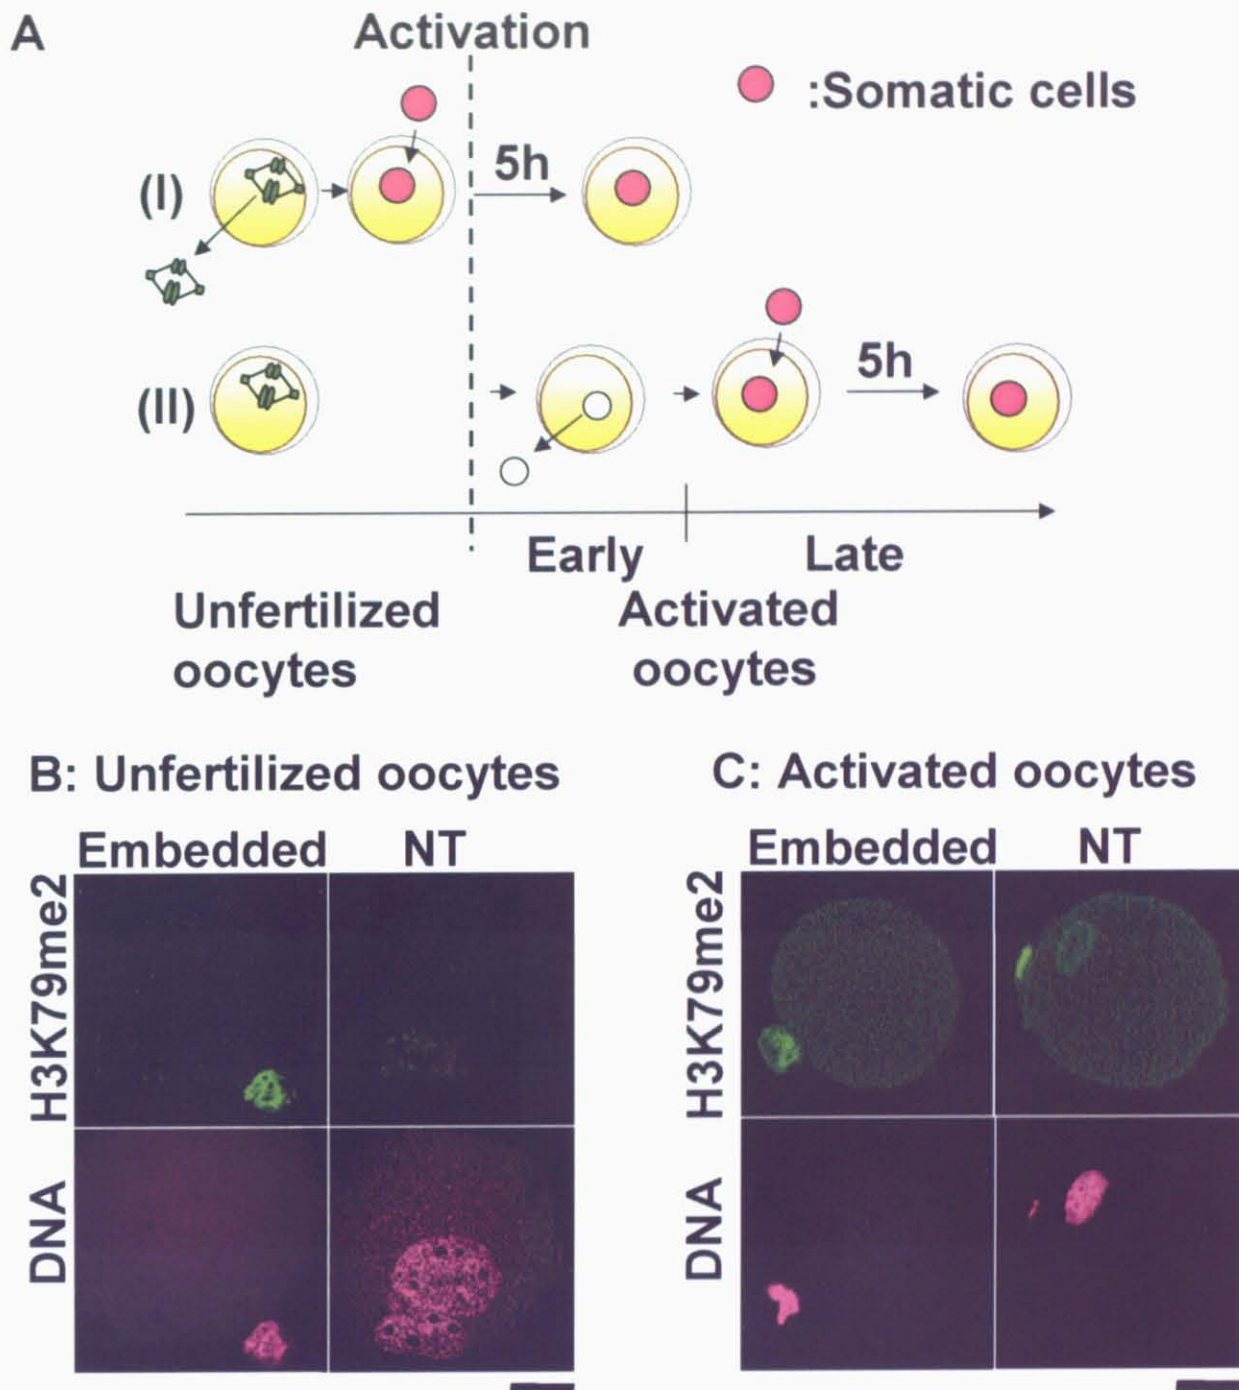 A
Activation
:Somatic cells
(I)
5h
(II)
5h
Early
Late
Unfertilized
oocytes
Activated
oocytes
B: Unfertilized oocytes
Embedded
NT
H3K79me2
DNA
C: Activated oocytes
Embedded
NT
H3K79me2
DNA